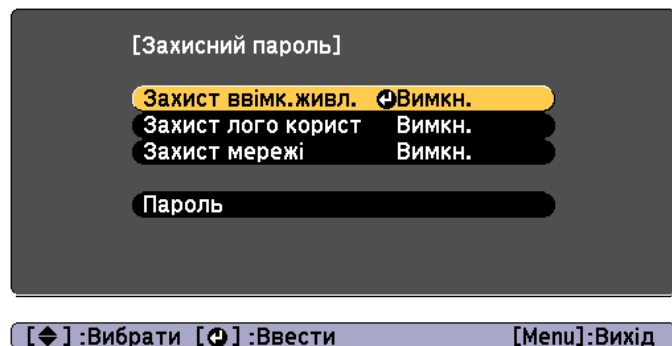 [Захисний пароль]
Захист ввімк.живл. Вимкн.
Захист лого корист Вимкн.
Захист мережі Вимкн.
Пароль
[ ] :Вибрати [ ] :Ввести [Menu]:Вихід